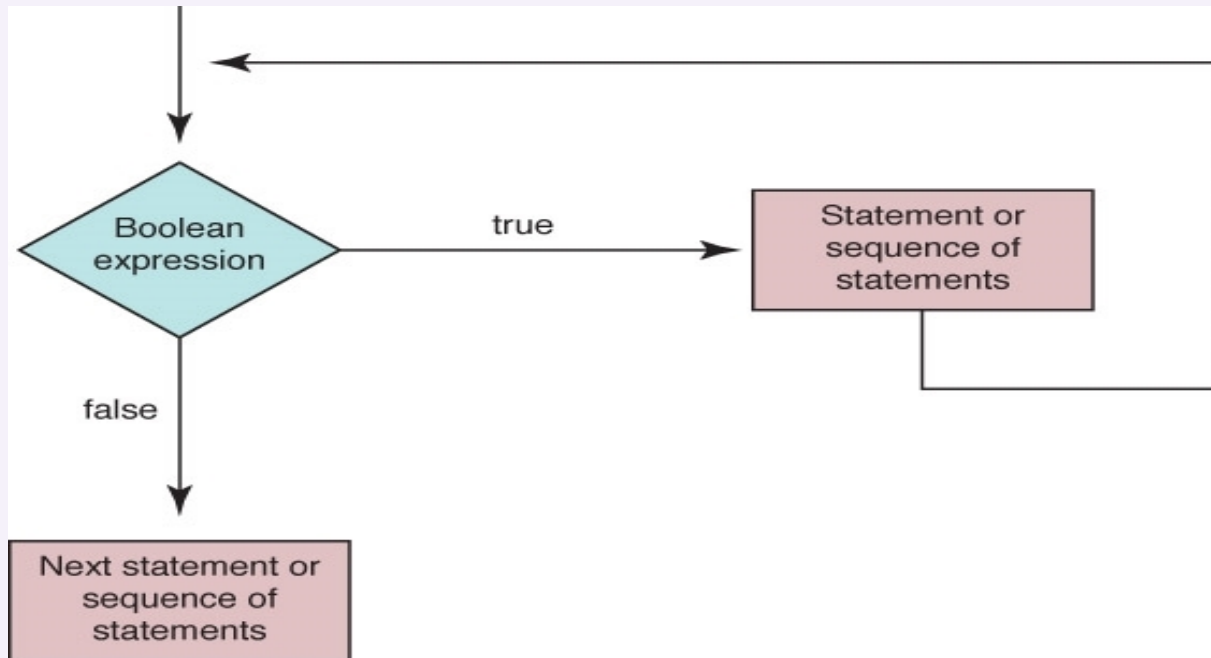 Boolean
expression
true
Statement or
sequence of
statements
false
Next statement or
sequence of
statements